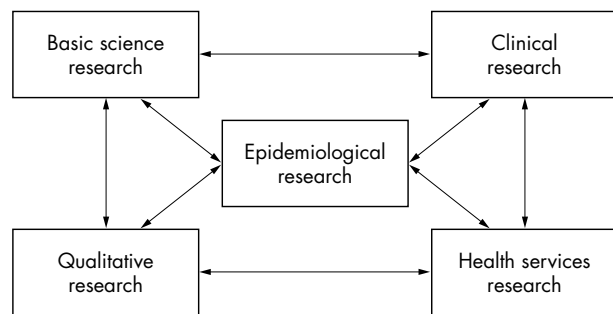 Basic science
research
Clinical
research
Epidemiological
research
Qualitative
research
Health services
research